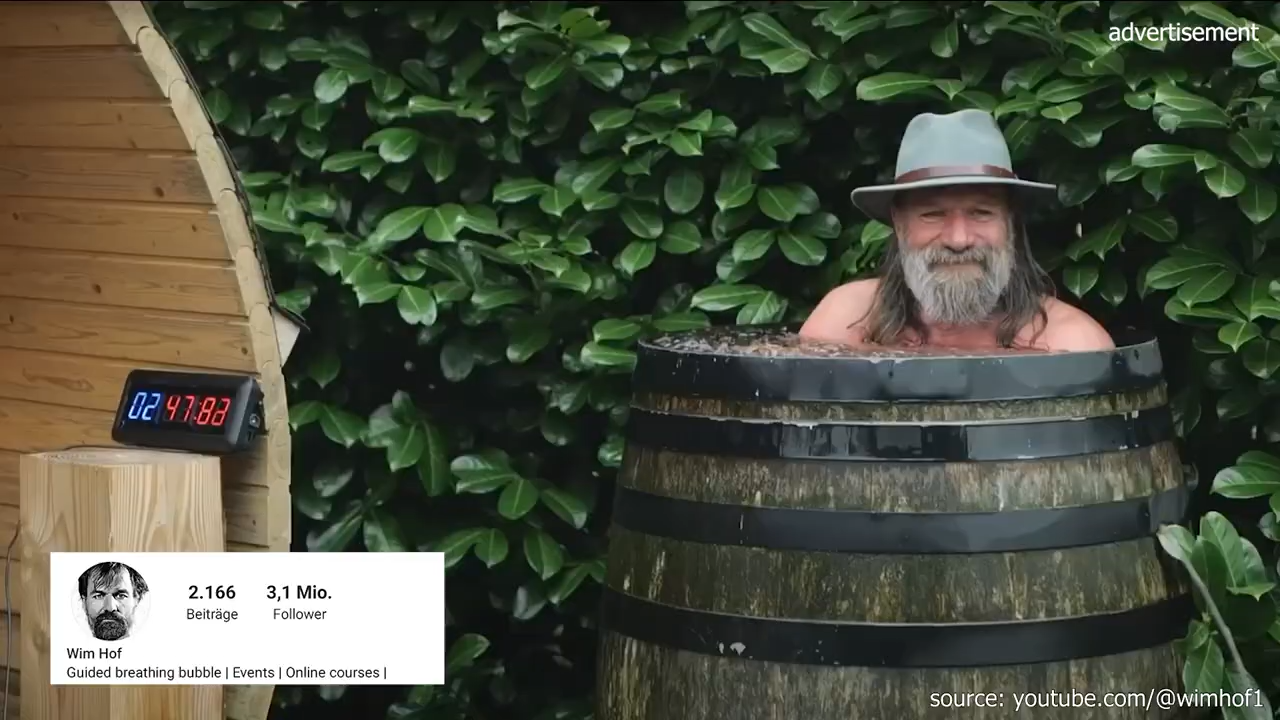 advertisement
02 47:82
2.166 3,1 Mio.
Beiträge Follower
Wim Hof
Guided breathing bubble | Events | Online courses |
source: youtube.com/@wimhof1